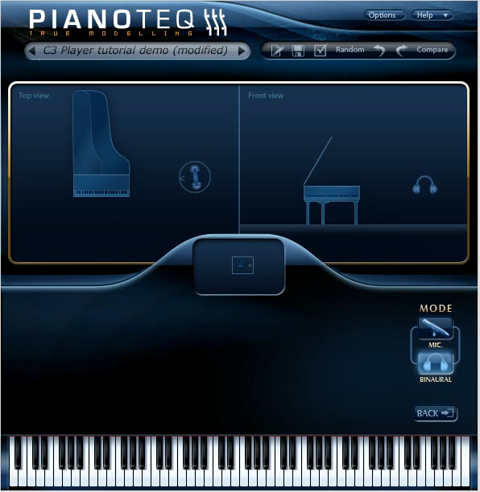 PIANOTEQ
TRUE MODELLING
Options Help
C3 Player tutorial demo (modified)
Random Compare
Top view
Front view
MODE
MIC.
BINAURAL
BACK